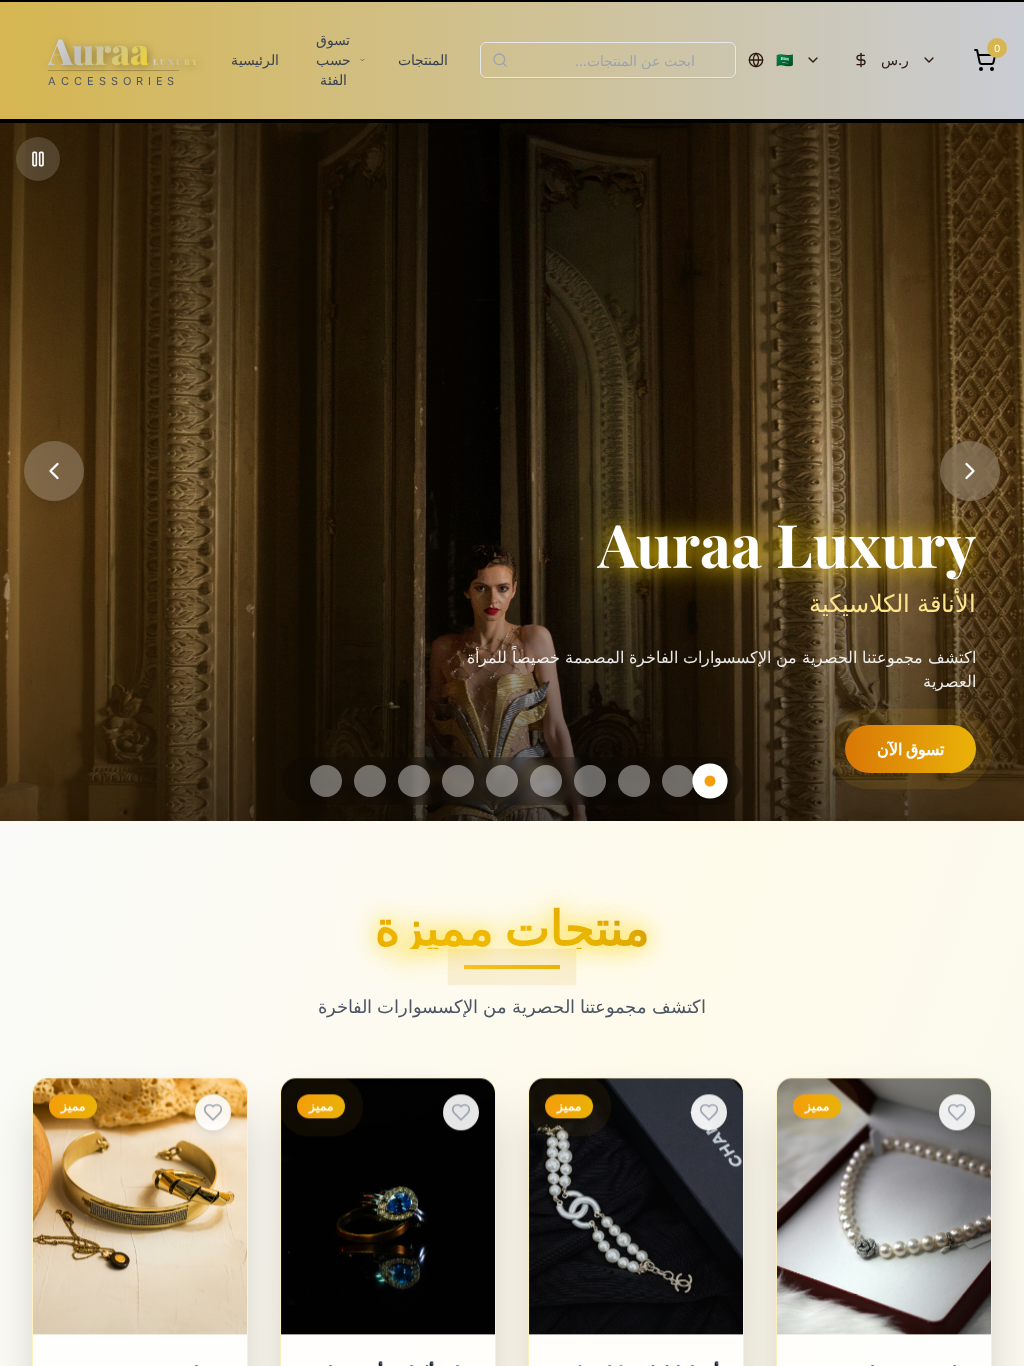 Auraa LUXURY
ACCESSORIES
الرئيسية
تسوق
حسب
الفئة
المنتجات
ابحث عن المنتجات...
ر.س
0
Auraa Luxury
الأناقة الكلاسيكية
اكتشف مجموعتنا الحصرية من الإكسسوارات الفاخرة المصممة خصيصاً للمرأة
العصرية
تسوق الآن
منتجات مميزة
اكتشف مجموعتنا الحصرية من الإكسسوارات الفاخرة
مميز
مميز
مميز
مميز